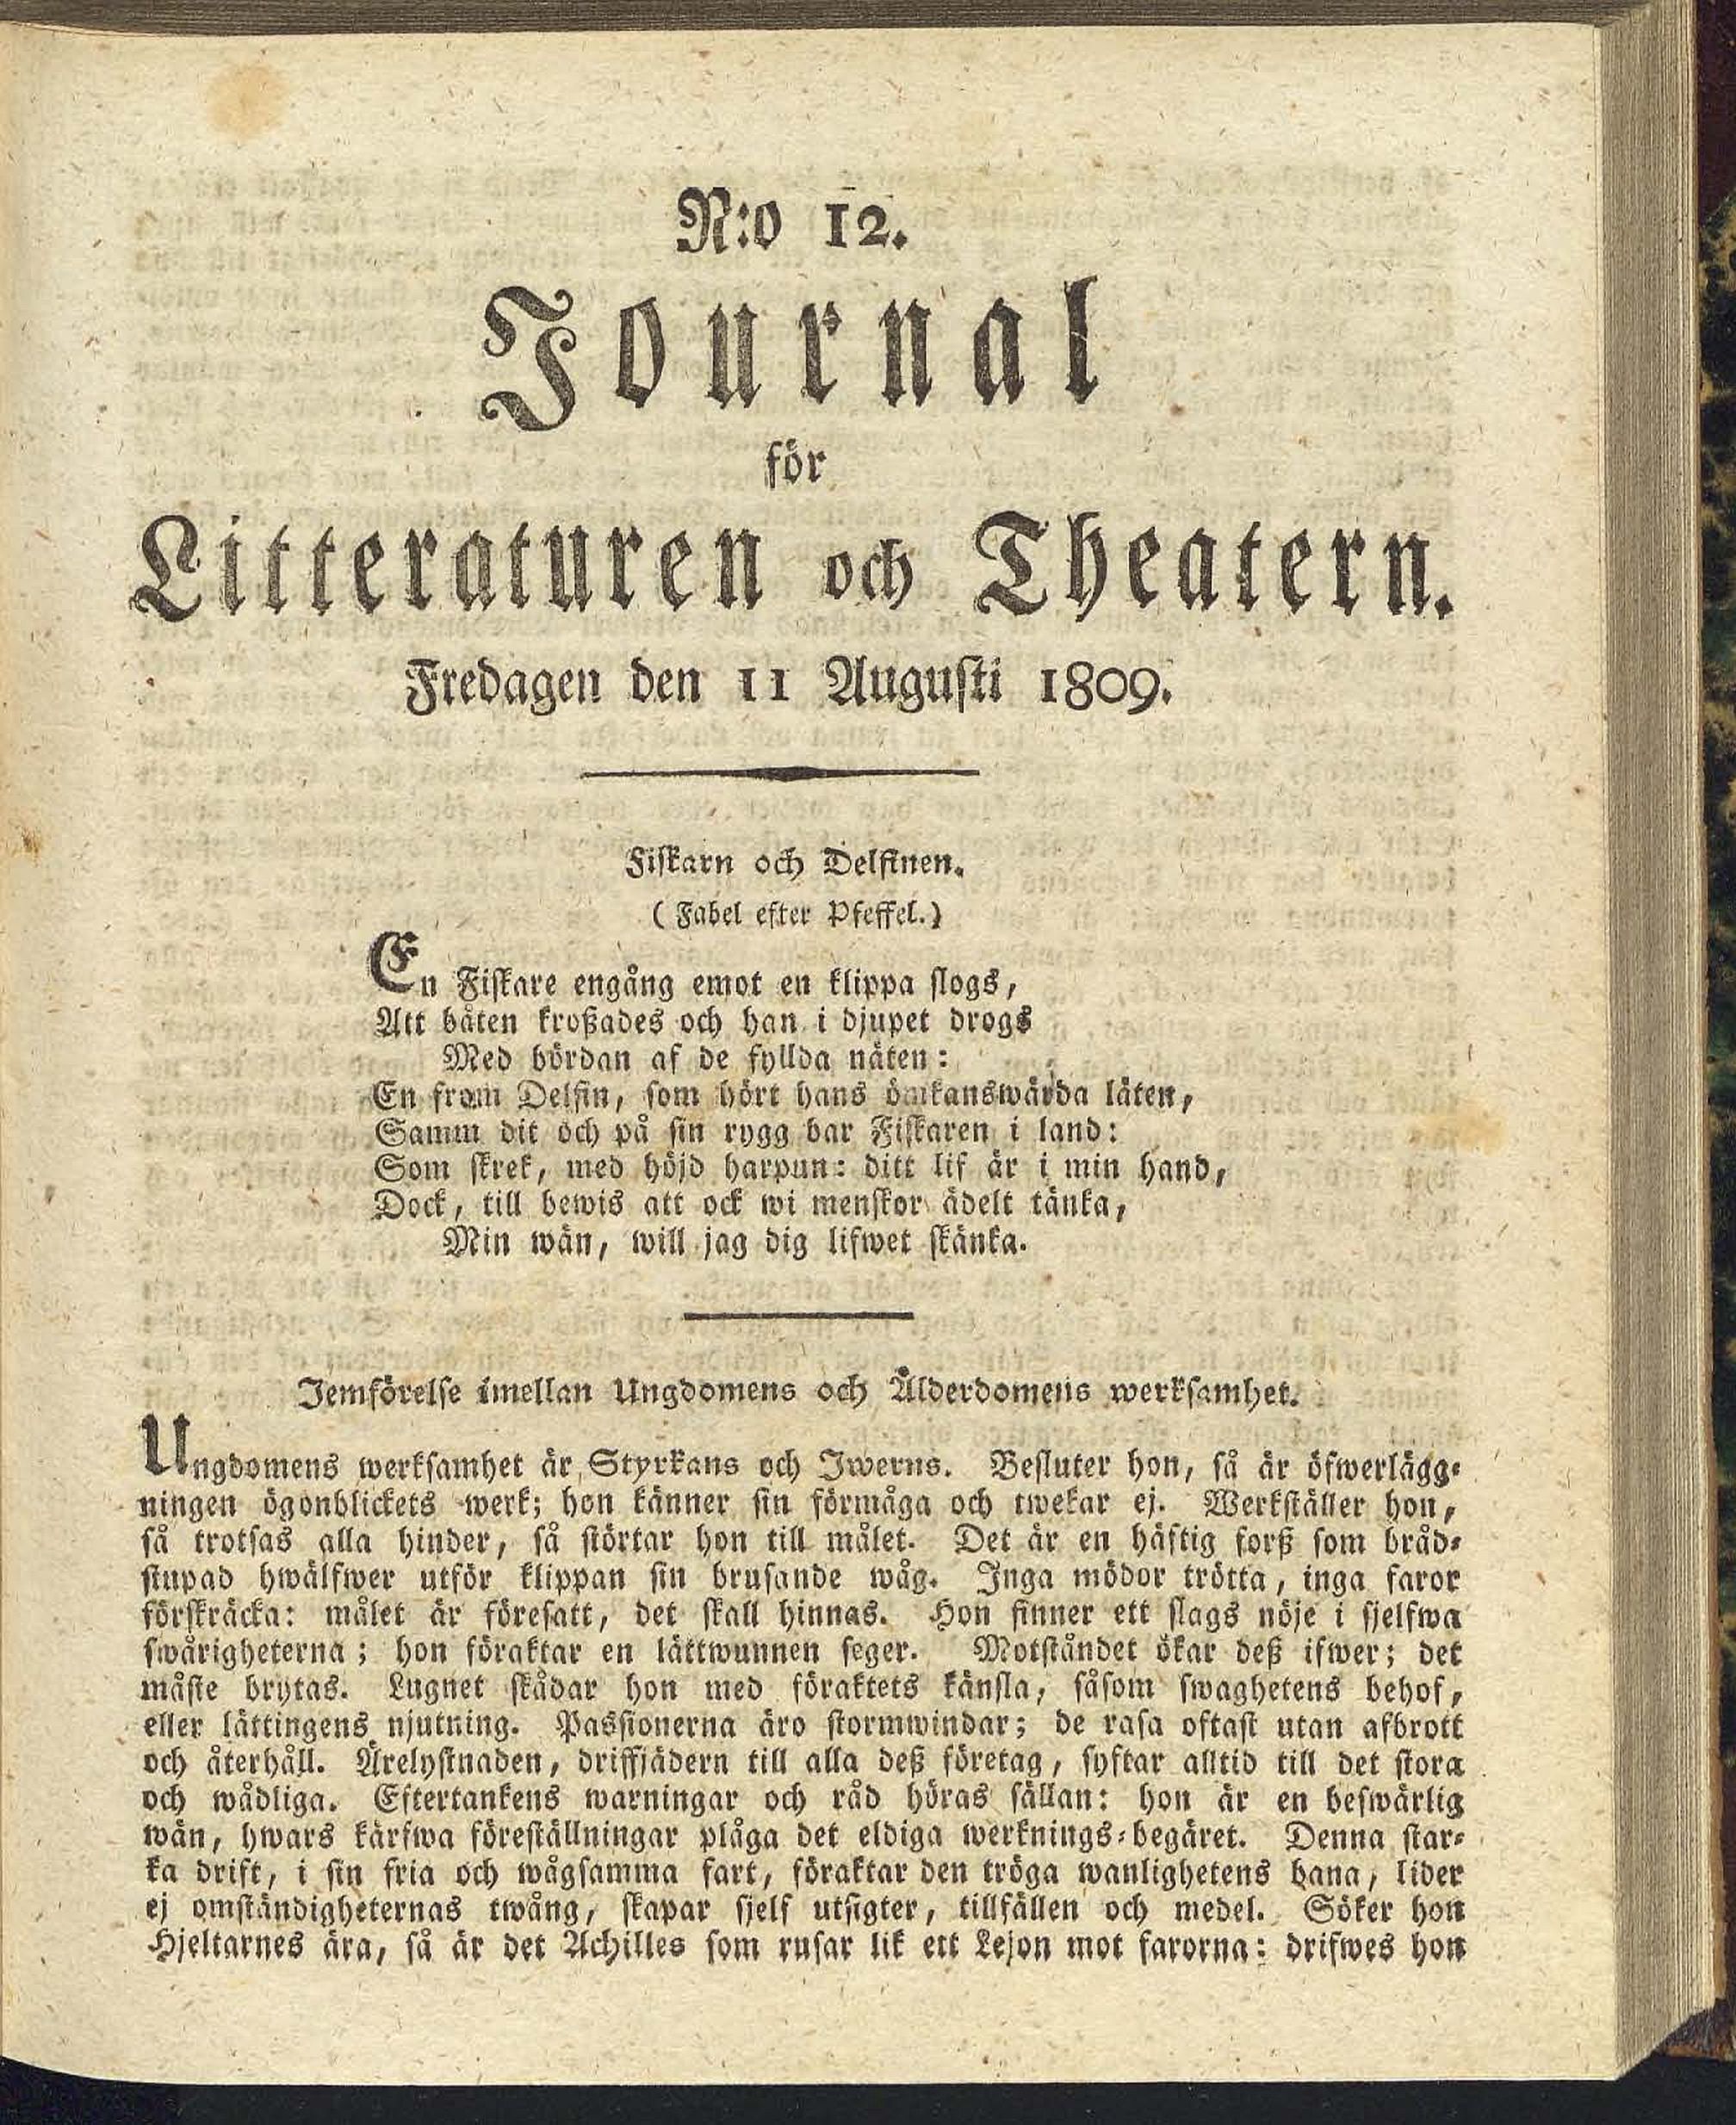 N:o 12.
Journal
för
Litteraturen och Theatern.
Fredagen den 11 Augusti 1809.
Fiskarn och Delfinen.
(Fabel efter Pfeffel.)
En Fiskare engång emot en klippa slogs,
Att båten kroßades och han i djupet drogs
Med bördan af de fyllda näten:
En from Delfin, som hört hans ömkanswärda läten,
Samm dit och på sin rygg bar Fiskaren i land:
Som skrek, med höjd harpun: ditt lif är i min hand,
Dock, till bewis att ock wi menskor ädelt tänka,
Min wän, will jag dig lifwet skänka.
Jemförelse imellan Ungdomens och Ålderdomens werksamhet.
Ungdomens werksamhet är Styrkans och Iwerns. Besluter hon, så är öfwerlägg-
ningen ögonblickets werk; hon känner sin förmåga och twekar ej. Werkställer hon,
så trotsas alla hinder, så störtar hon till målet. Det är en häftig forß som bråd-
stupad hwälfwer utför klippan sin brusande wåg. Inga mödor trötta, inga faror
förskräcka: målet är föresatt, det skall hinnas. Hon finner ett slags nöje i sjelfwa
swårigheterna; hon föraktar en lättwunnen seger. Motståndet ökar deß ifwer; det
måste brytas. Lugnet skådar hon med föraktets känsla, såsom swaghetens behof,
eller lättingens njutning. Passionerna äro stormwindar; de rasa oftast utan afbrott
och återhåll. Ärelystnaden, driffjädern till alla deß företag, syftar alltid till det stora
och wådliga. Eftertankens warningar och råd höras sällan: hon är en beswärlig
wän, hwars kärfwa föreställningar plåga det eldiga werknings-begäret. Denna star-
ka drift, i sin fria och wågsamma fart, föraktar den tröga wanlighetens bana, lider
ej omständigheternas twång, skapar sjelf utsigter, tillfällen och medel. Söker hon
Hjeltarnes ära, så är det Achilles som rusar lik ett Lejon mot farorna: drifwes hon